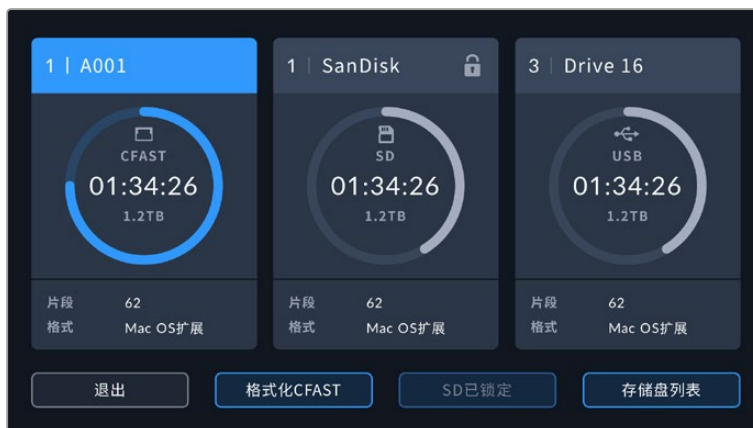 1 | A001
1 | SanDisk
3 | Drive 16
CFAST
01:34:26
1.2TB
SD
01:34:26
1.2TB
USB
01:34:26
1.2TB
片段 62
格式 Mac OS扩展
片段 62
格式 Mac OS扩展
片段 62
格式 Mac OS扩展
退出
格式化CFAST
SD已锁定
存储盘列表